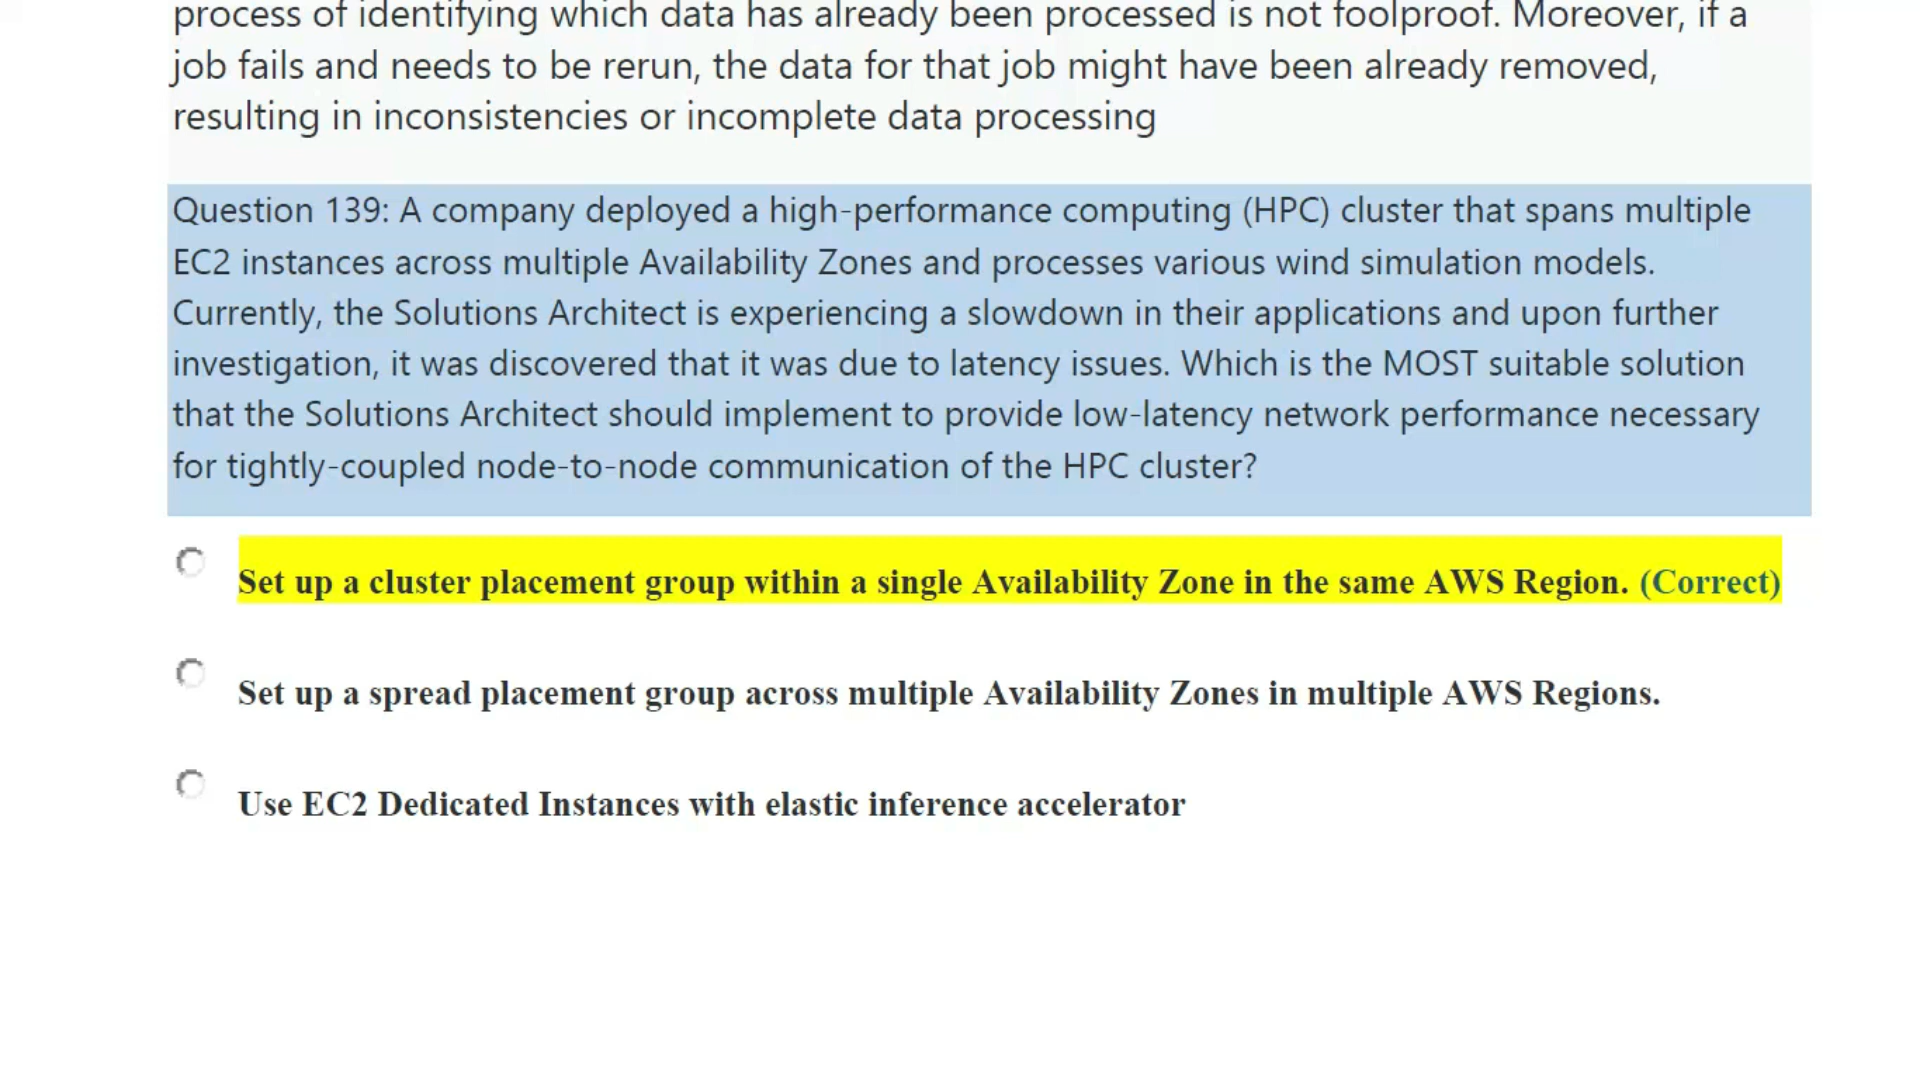 process of identifying which data has already been processed is not foolproof. Moreover, if a
job fails and needs to be rerun, the data for that job might have been already removed,
resulting in inconsistencies or incomplete data processing
Question 139: A company deployed a high-performance computing (HPC) cluster that spans multiple
EC2 instances across multiple Availability Zones and processes various wind simulation models.
Currently, the Solutions Architect is experiencing a slowdown in their applications and upon further
investigation, it was discovered that it was due to latency issues. Which is the MOST suitable solution
that the Solutions Architect should implement to provide low-latency network performance necessary
for tightly-coupled node-to-node communication of the HPC cluster?
Set up a cluster placement group within a single Availability Zone in the same AWS Region. (Correct)
Set up a spread placement group across multiple Availability Zones in multiple AWS Regions.
Use EC2 Dedicated Instances with elastic inference accelerator